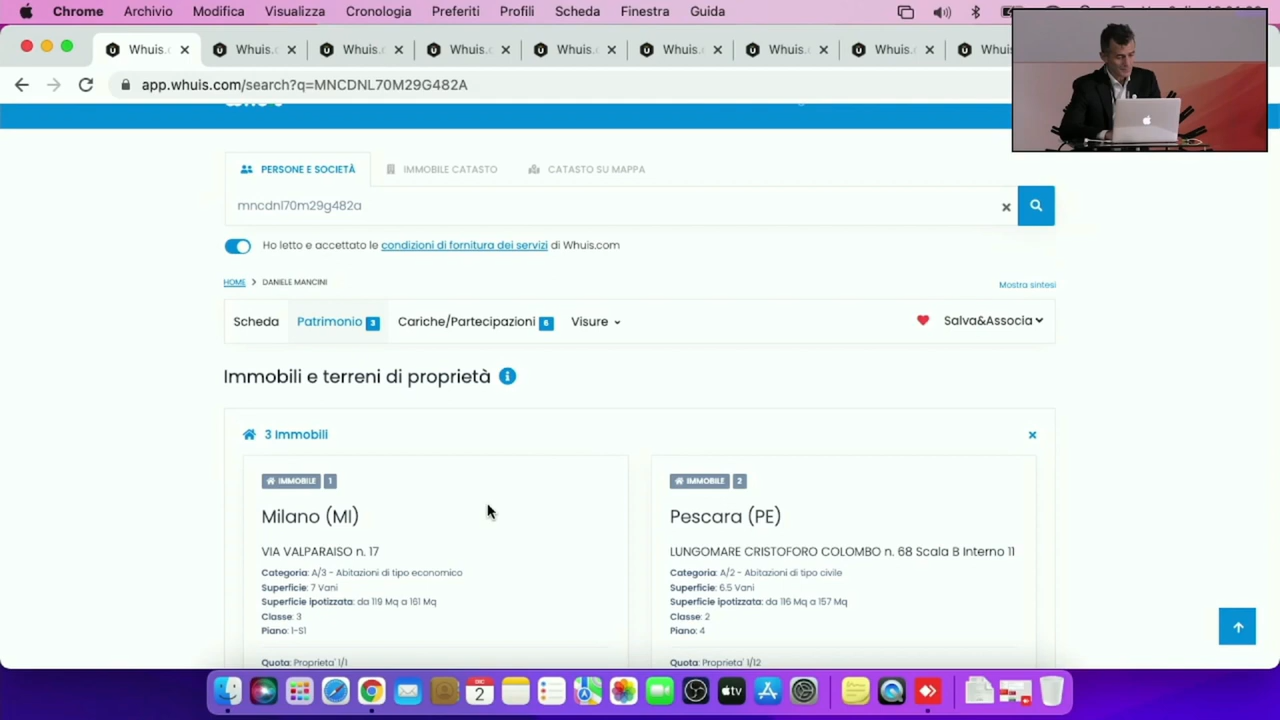 Chrome Archivio Modifica Visualizza Cronologia Preferiti Profili Scheda Finestra Guida
Whuis.c Whuis. Whuis. Whuis. Whuis. Whuis. Whuis. Whuis. Whuis
app.whuis.com/search?q=MNCDNL70M29G482A
PERSONE E SOCIETÀ IMMOBILE CATASTO CATASTO SU MAPPA
mncdnl70m29g482a
Ho letto e accettato le condizioni di fornitura dei servizi di Whuis.com
HOME > DANIELE MANCINI
Mostra sintesi
Scheda Patrimonio 3 Cariche/Partecipazioni 6 Visure Salva&Associa
Immobili e terreni di proprietà
3 Immobili
IMMOBILE 1
Milano (MI)
VIA VALPARAISO n. 17
Categoria: A/3 - Abitazioni di tipo economico
Superficie: 7 Vani
Superficie ipotizzata: da 119 Mq a 161 Mq
Classe: 3
Piano: 1-S1
Quota: Proprieta' 1/1
IMMOBILE 2
Pescara (PE)
LUNGOMARE CRISTOFORO COLOMBO n. 68 Scala B Interno 11
Categoria: A/2 - Abitazioni di tipo civile
Superficie: 6.5 Vani
Superficie ipotizzata: da 116 Mq a 157 Mq
Classe: 2
Piano: 4
Quota: Proprieta' 1/12
DIC
2
tv